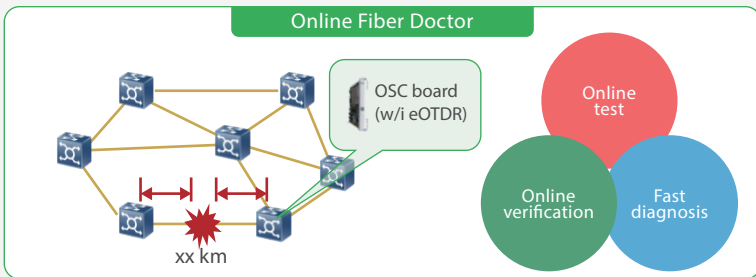 Online Fiber Doctor
OSC board
(w/i eOTDR)
xx km
Online
test
Online
verification
Fast
diagnosis